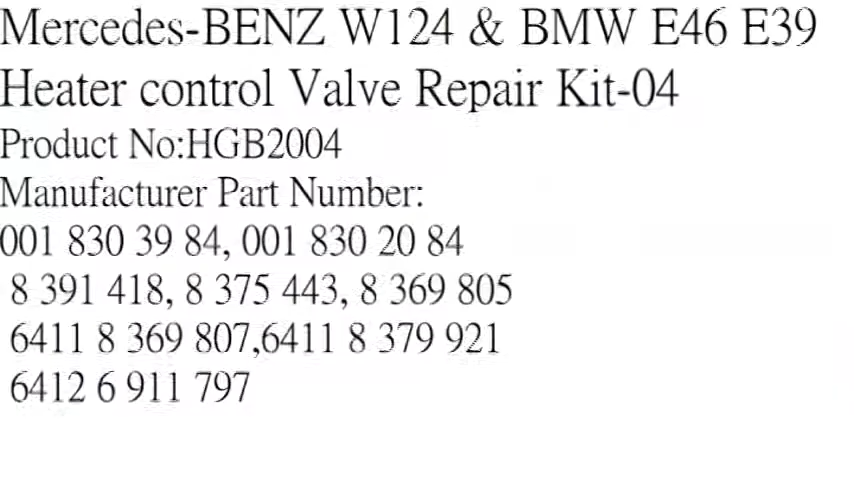 Mercedes-BENZ W124 & BMW E46 E39
Heater control Valve Repair Kit-04
Product No:HGB2004
Manufacturer Part Number:
001 830 39 84, 001 830 20 84
8 391 418, 8 375 443, 8 369 805
6411 8 369 807,6411 8 379 921
6412 6 911 797